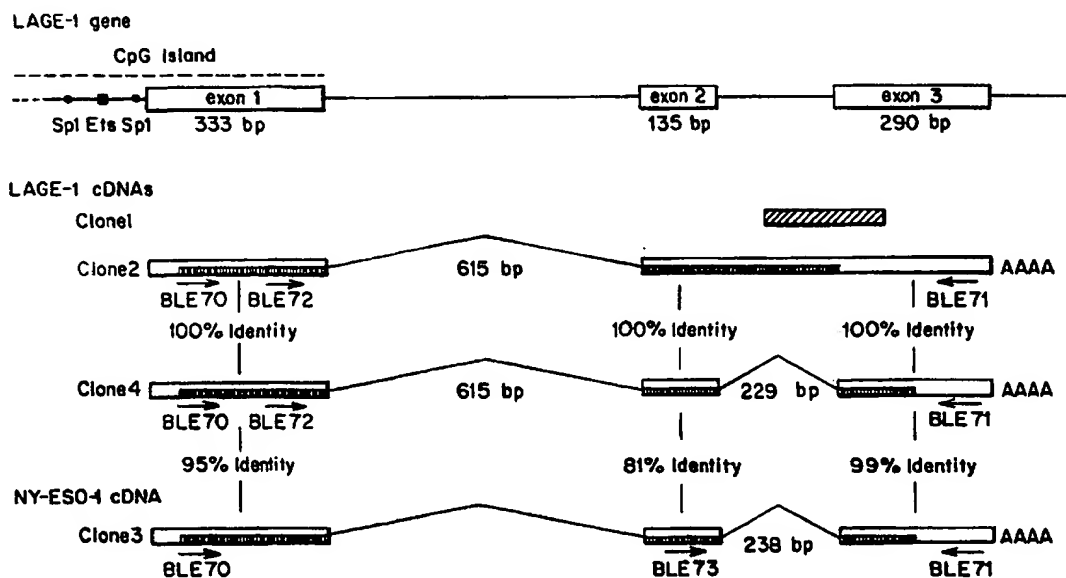 LAGE-1 gene
CpG Island
exon 1 exon 2 exon 3
Sp1 Ets Sp1 333 bp 135 bp 290 bp
LAGE-1 cDNAs
Clone1
Clone2 615 bp AAAA
BLE70 BLE72 BLE71
100% Identity 100% Identity 100% Identity
Clone4 615 bp 229 bp AAAA
BLE70 BLE72 BLE71
95% Identity 81% Identity 99% Identity
NY-ESO-1 cDNA
Clone3 238 bp AAAA
BLE70 BLE73 BLE71